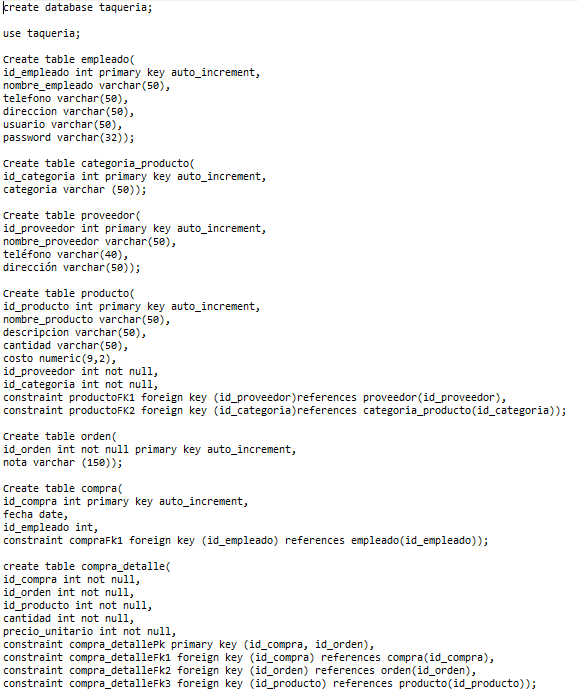 create database taqueria;
use taqueria;
Create table empleado(
id_empleado int primary key auto_increment,
nombre_empleado varchar(50),
telefono varchar(50),
direccion varchar(50),
usuario varchar(50),
password varchar(32));
Create table categoria_producto(
id_categoria int primary key auto_increment,
categoria varchar (50));
Create table proveedor(
id_proveedor int primary key auto_increment,
nombre_proveedor varchar(50),
teléfono varchar(40),
dirección varchar(50));
Create table producto(
id_producto int primary key auto_increment,
nombre_producto varchar(50),
descripcion varchar(50),
cantidad varchar(50),
costo numeric(9,2),
id_proveedor int not null,
id_categoria int not null,
constraint productoFK1 foreign key (id_proveedor)references proveedor(id_proveedor),
constraint productoFK2 foreign key (id_categoria)references categoria_producto(id_categoria));
Create table orden(
id_orden int not null primary key auto_increment,
nota varchar (150));
Create table compra(
id_compra int primary key auto_increment,
fecha date,
id_empleado int,
constraint compraFk1 foreign key (id_empleado) references empleado(id_empleado));
create table compra_detalle(
id_compra int not null,
id_orden int not null,
id_producto int not null,
cantidad int not null,
precio_unitario int not null,
constraint compra_detallePk primary key (id_compra, id_orden),
constraint compra_detalleFk1 foreign key (id_compra) references compra(id_compra),
constraint compra_detalleFk2 foreign key (id_orden) references orden(id_orden),
constraint compra_detalleFk3 foreign key (id_producto) references producto(id_producto));